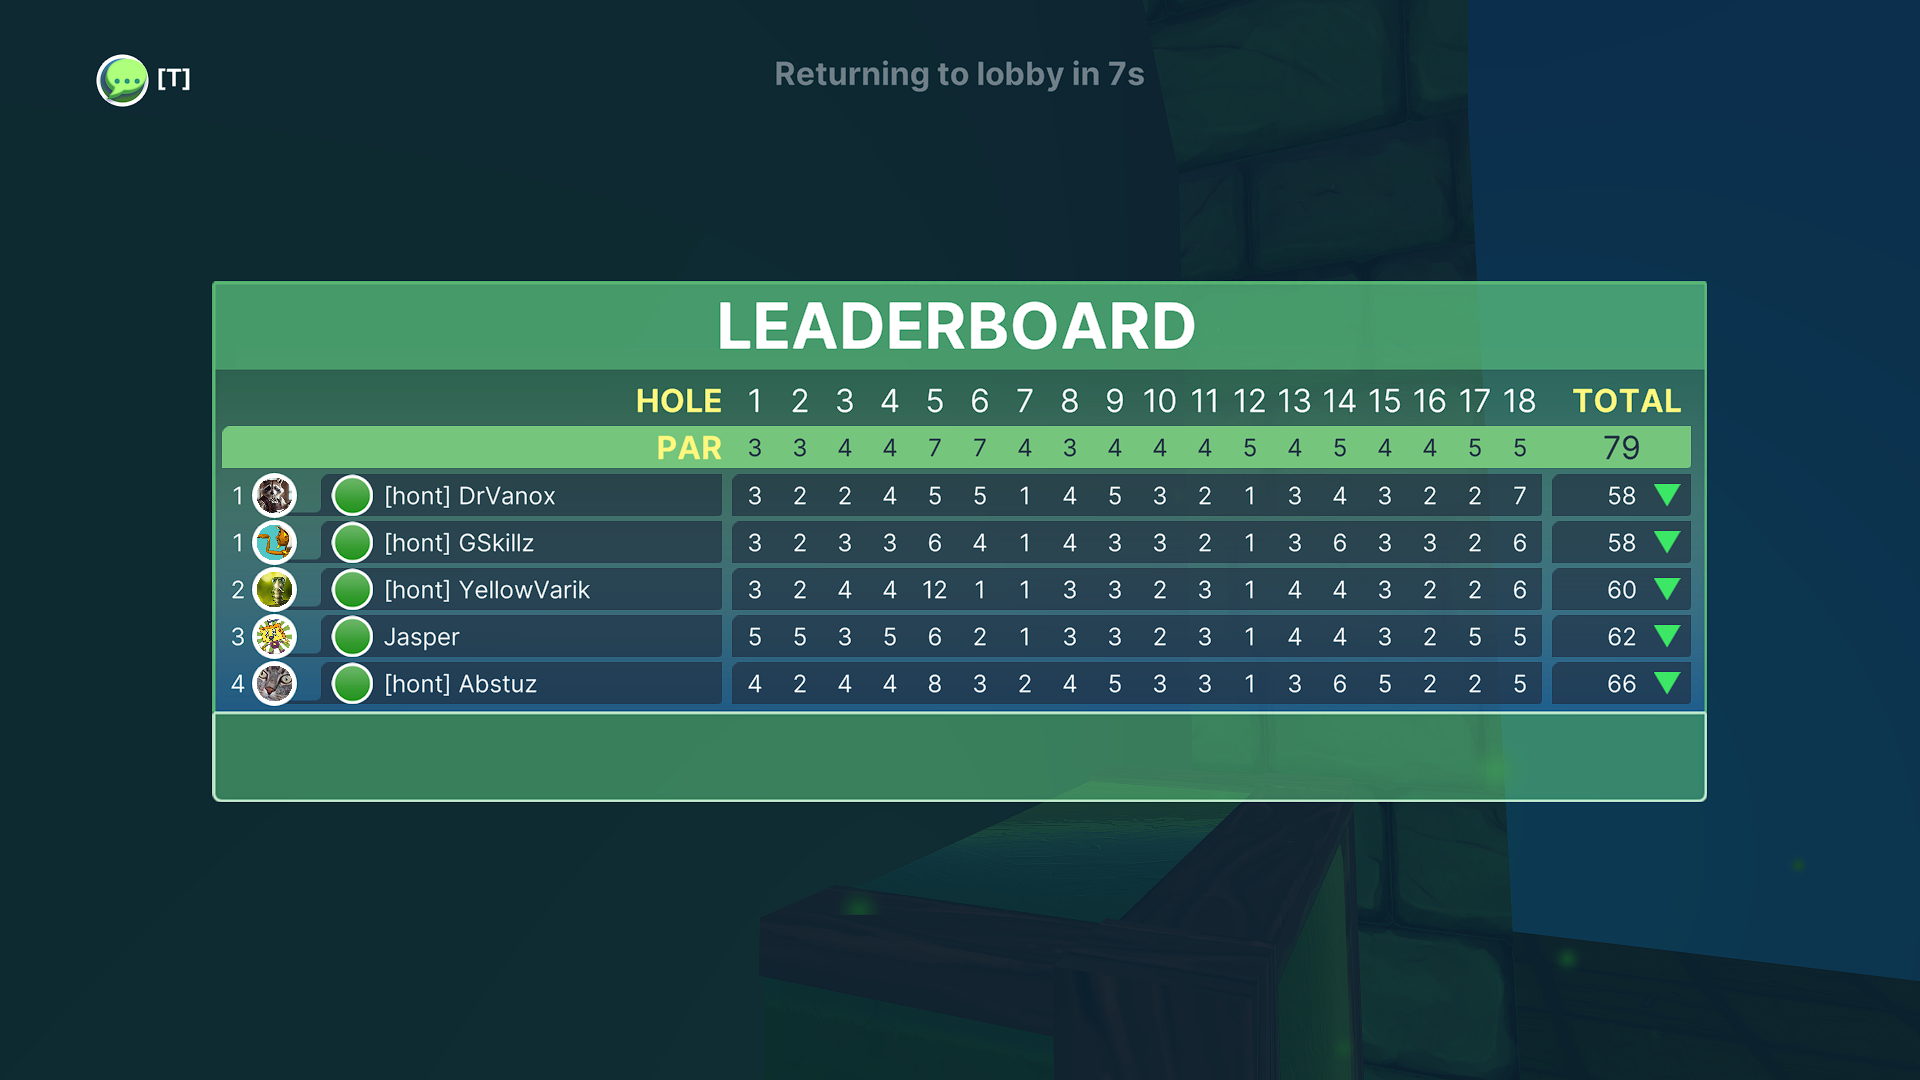 [T]
Returning to lobby in 7s
LEADERBOARD
HOLE 1 2 3 4 5 6 7 8 9 10 11 12 13 14 15 16 17 18 TOTAL
PAR 3 3 4 4 7 7 4 3 4 4 4 5 4 5 4 4 5 5 79
1 [hont] DrVanox 3 2 2 4 5 5 1 4 5 3 2 1 3 4 3 2 2 7 58
1 [hont] GSkillz 3 2 3 3 6 4 1 4 3 3 2 1 3 6 3 3 2 6 58
2 [hont] YellowVarik 3 2 4 4 12 1 1 3 3 2 3 1 4 4 3 2 2 6 60
3 Jasper 5 5 3 5 6 2 1 3 3 2 3 1 4 4 3 2 5 5 62
4 [hont] Abstuz 4 2 4 4 8 3 2 4 5 3 3 1 3 6 5 2 2 5 66